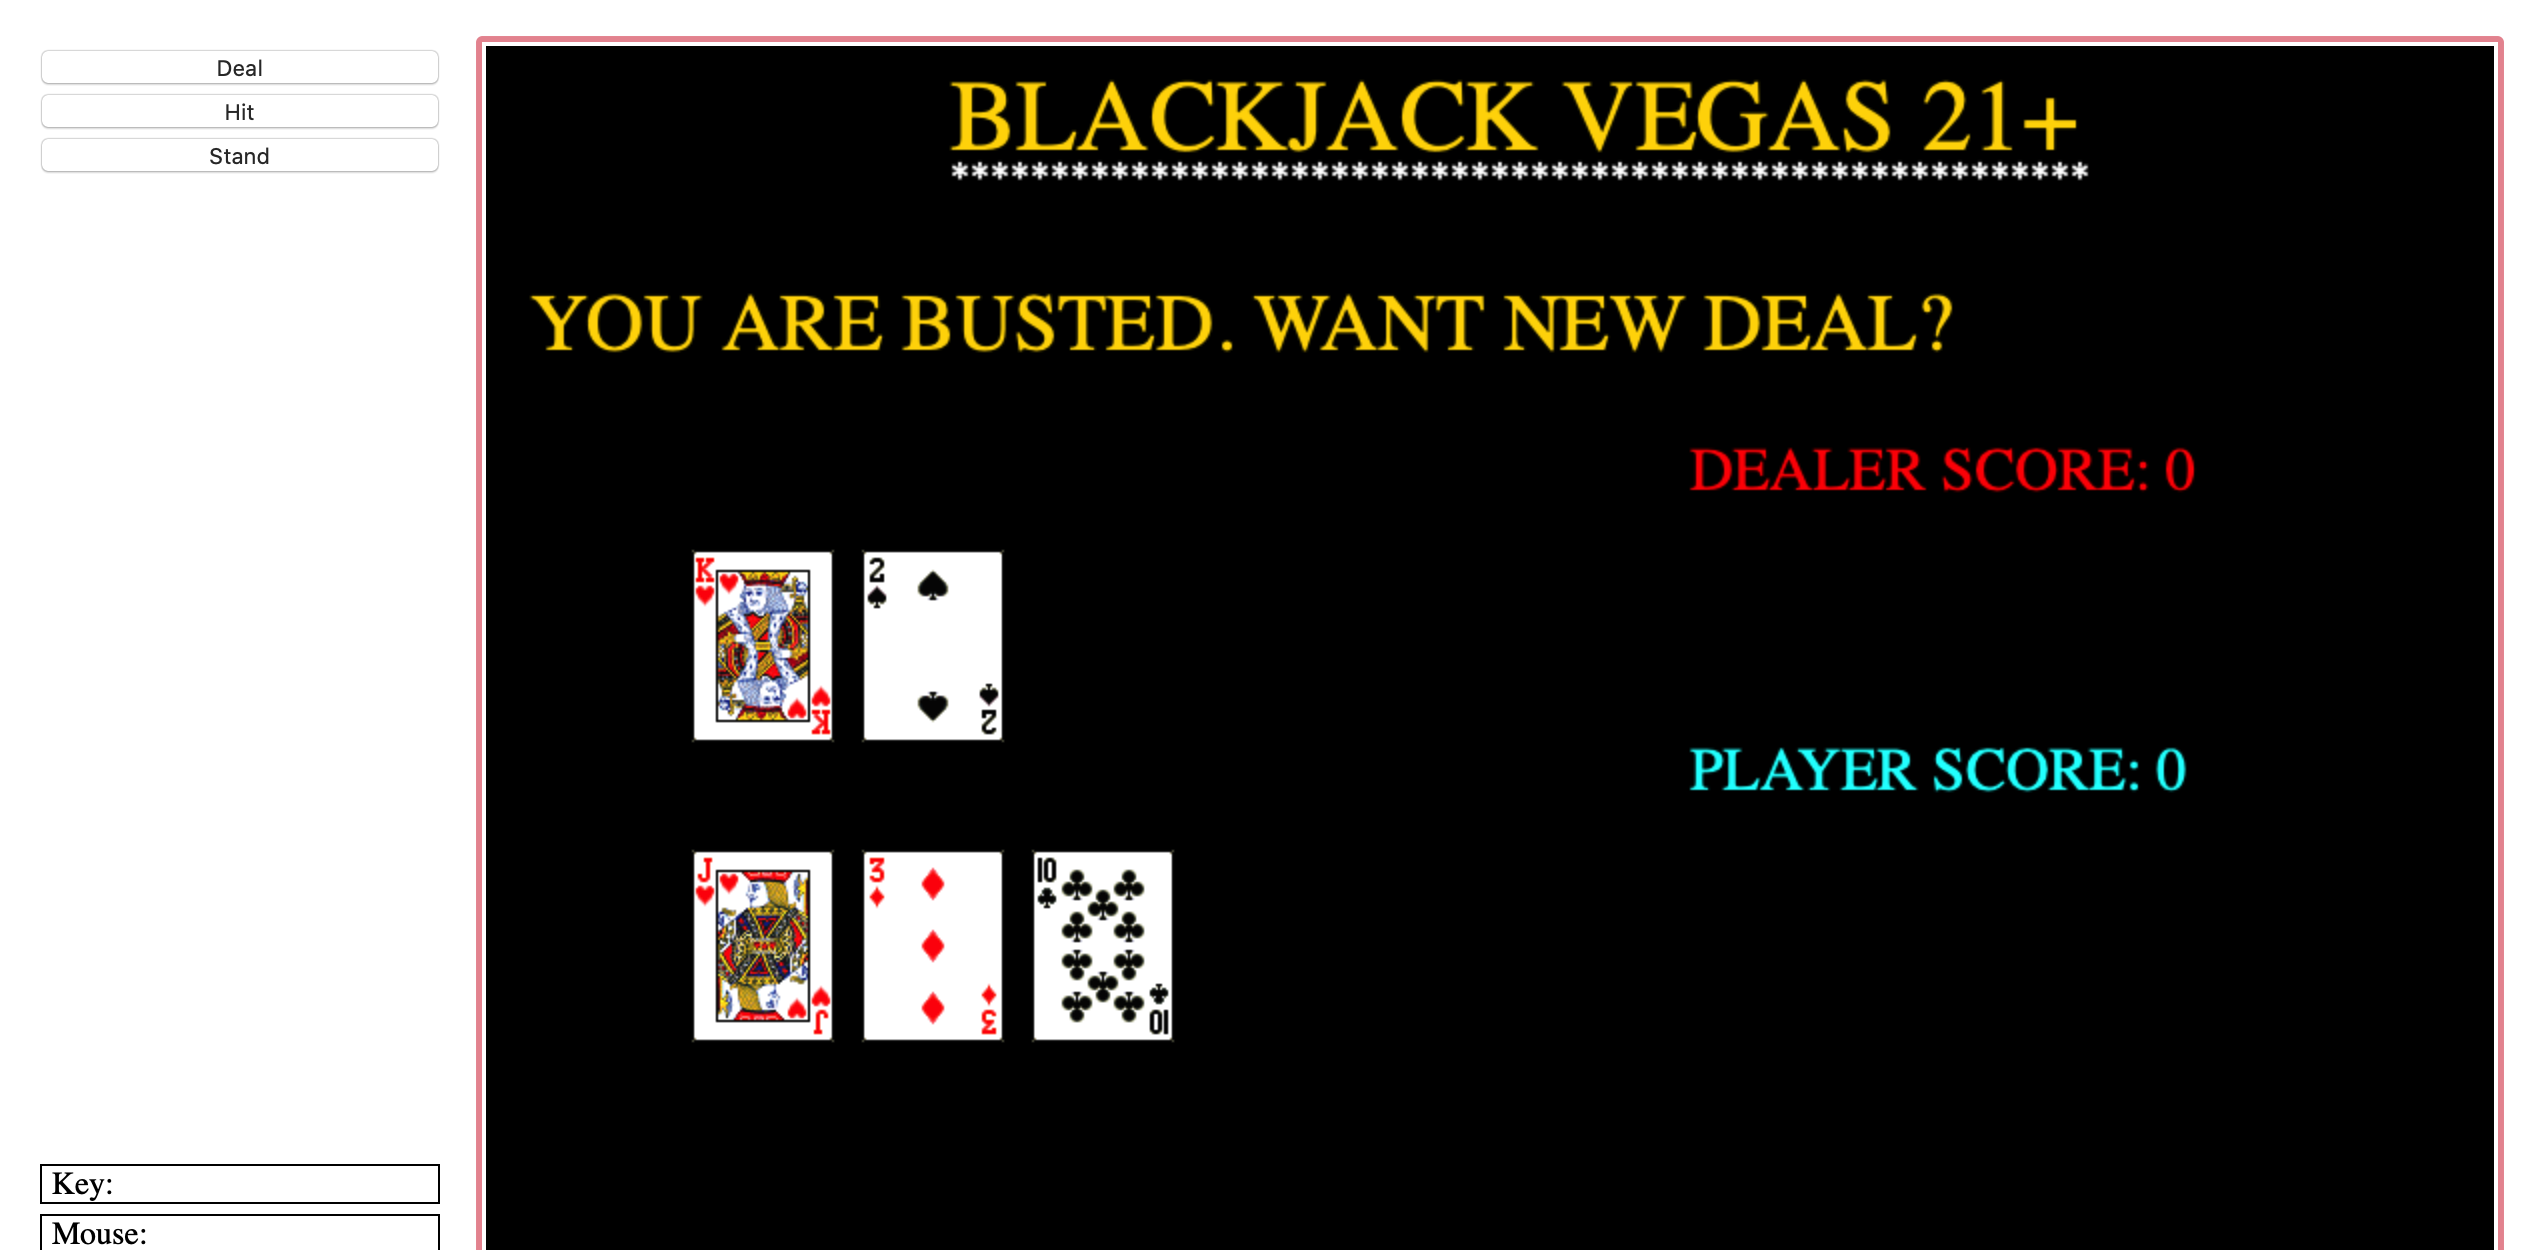 Deal
Hit
Stand
BLACKJACK VEGAS 21+
*********************************************************
YOU ARE BUSTED. WANT NEW DEAL?
DEALER SCORE: 0
K K
2 2
PLAYER SCORE: 0
J J
3 3
10 10
Key:
Mouse: